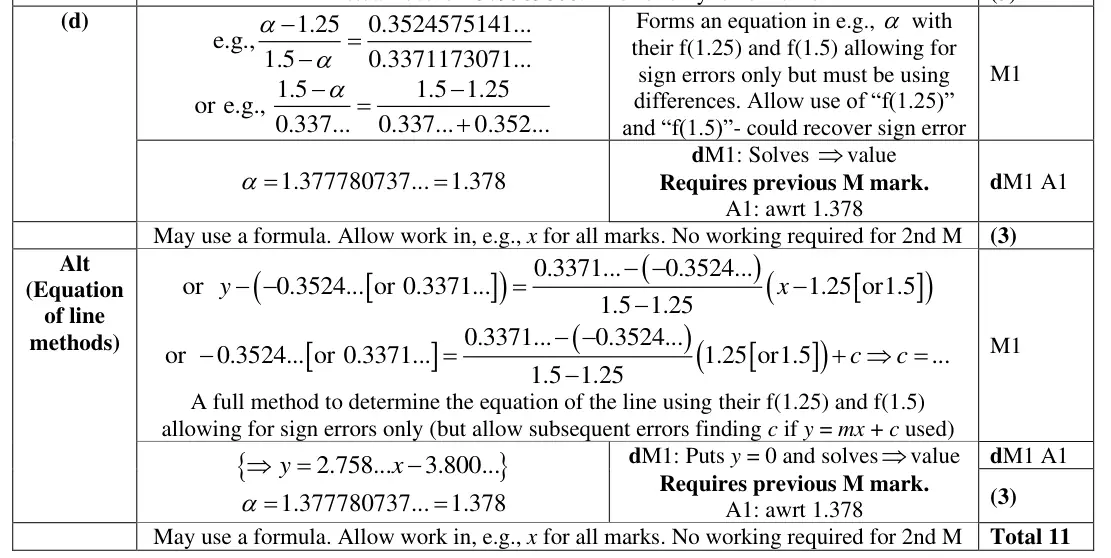 (d)
e.g., (α − 1.25)/(1.5 − α) = 0.3524575141.../0.3371173071...
or e.g., (1.5 − α)/0.337... = (1.5 − 1.25)/(0.337... + 0.352...)
Forms an equation in e.g., α with
their f(1.25) and f(1.5) allowing for
sign errors only but must be using
differences. Allow use of “f(1.25)”
and “f(1.5)”- could recover sign error
M1
α = 1.377780737... = 1.378
dM1: Solves ⇒ value
Requires previous M mark.
A1: awrt 1.378
dM1 A1
May use a formula. Allow work in, e.g., x for all marks. No working required for 2nd M
(3)
Alt
(Equation
of line
methods)
or y − (−0.3524...[or 0.3371...]) = (0.3371... − (−0.3524...))/(1.5 − 1.25) (x − 1.25[or1.5])
or −0.3524...[or 0.3371...] = (0.3371... − (−0.3524...))/(1.5 − 1.25) (1.25[or1.5]) + c ⇒ c = ...
A full method to determine the equation of the line using their f(1.25) and f(1.5)
allowing for sign errors only (but allow subsequent errors finding c if y = mx + c used)
M1
{⇒ y = 2.758...x − 3.800...}
α = 1.377780737... = 1.378
dM1: Puts y = 0 and solves ⇒ value
Requires previous M mark.
A1: awrt 1.378
dM1 A1
(3)
May use a formula. Allow work in, e.g., x for all marks. No working required for 2nd M
Total 11